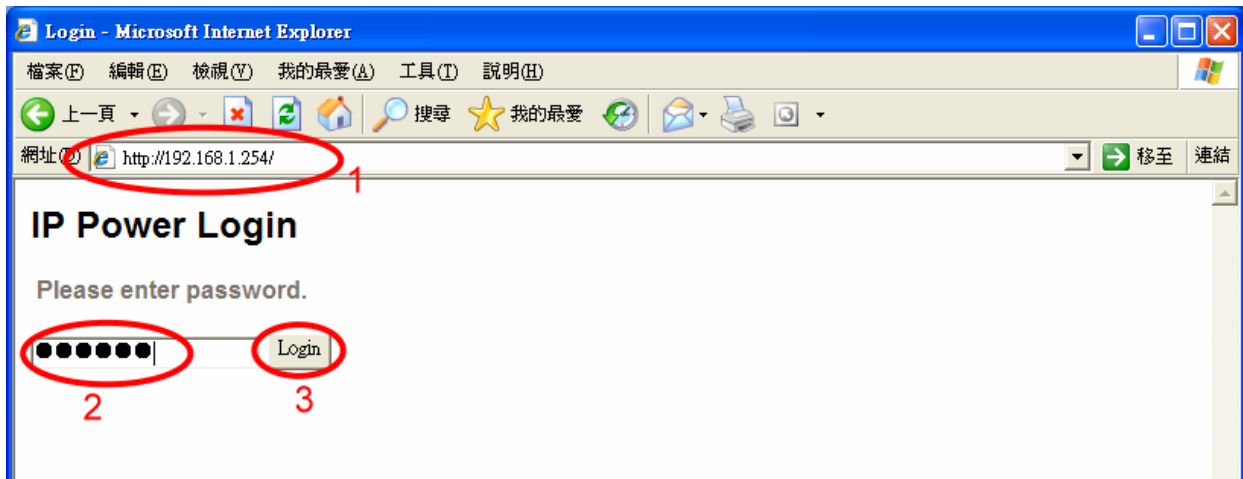 Login - Microsoft Internet Explorer
檔案(F) 編輯(E) 檢視(V) 我的最愛(A) 工具(T) 說明(H)
上一頁 搜尋 我的最愛
網址(D) http://192.168.1.254/ 移至 連結
1
IP Power Login
Please enter password.
●●●●●● Login
2 3